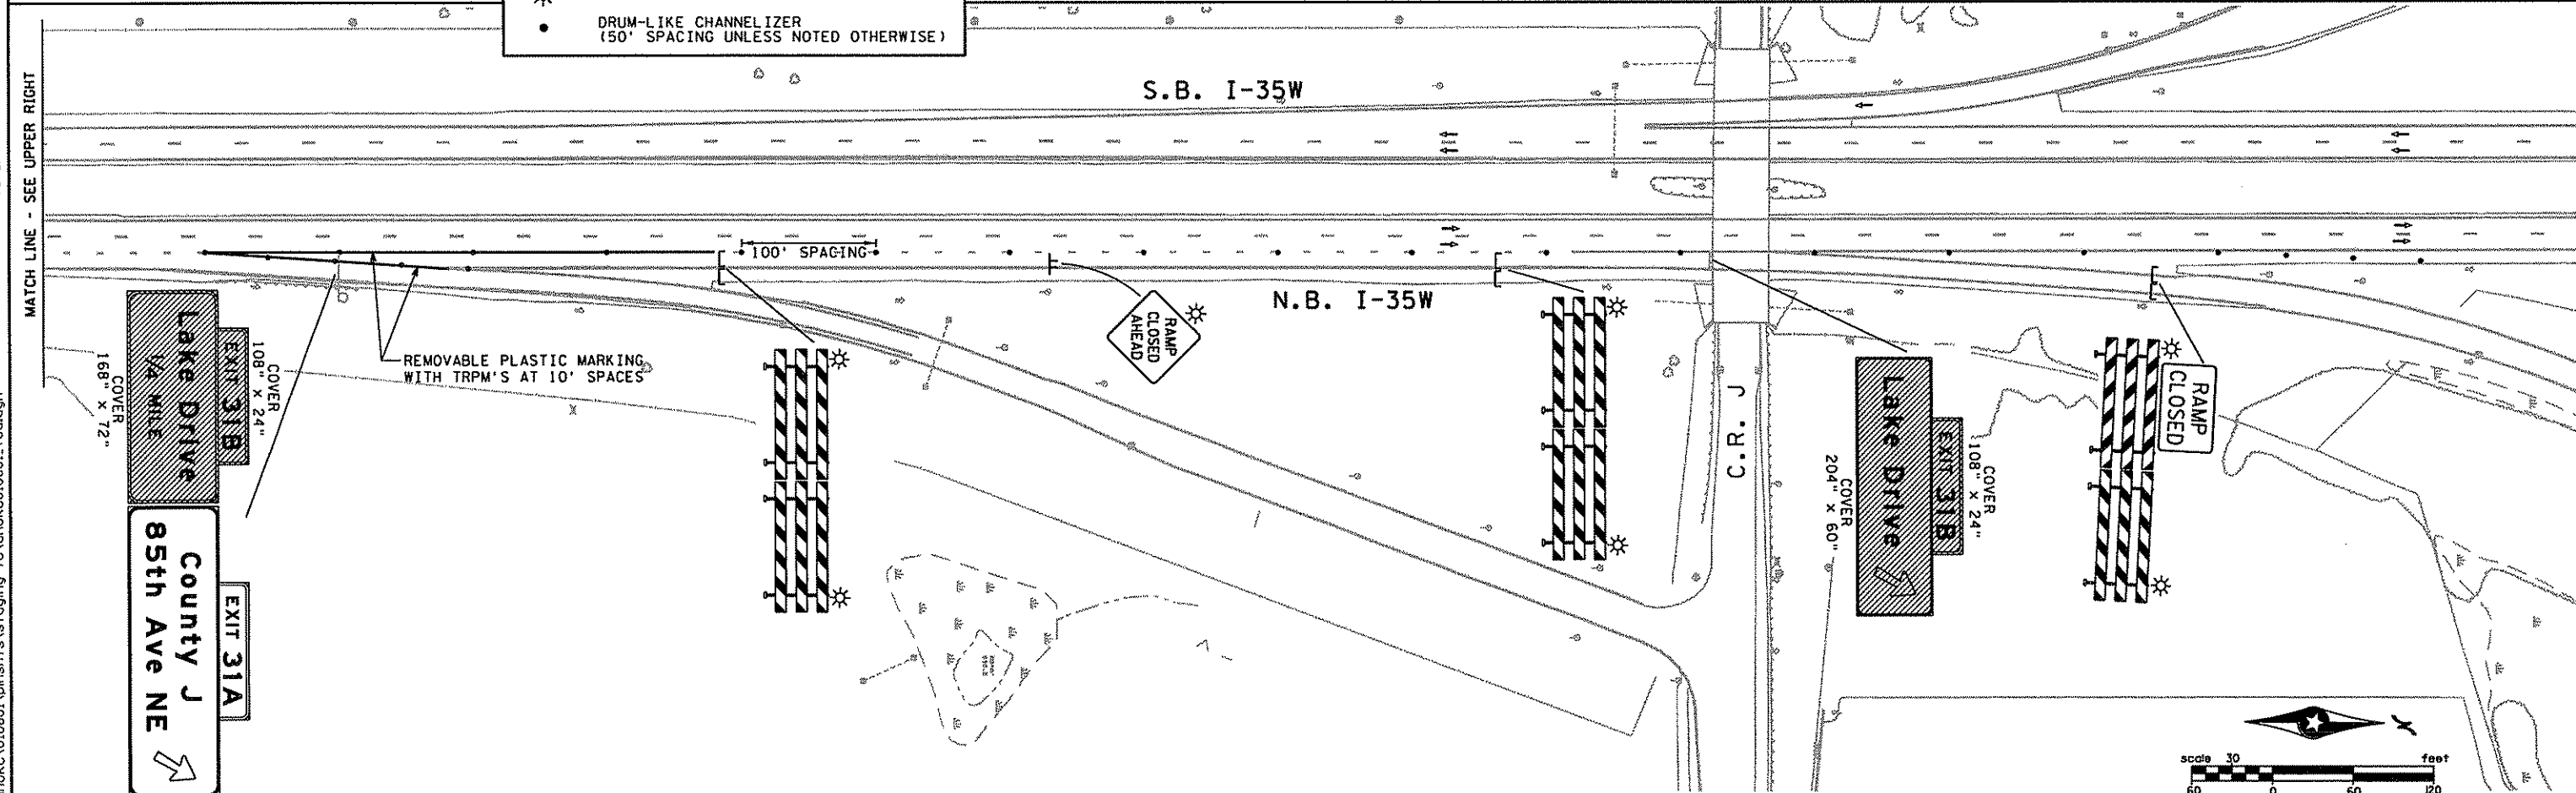 DRUM-LIKE CHANNELIZER
(50' SPACING UNLESS NOTED OTHERWISE)
MATCH LINE - SEE UPPER RIGHT
S.B. I-35W
100' SPACING
N.B. I-35W
RAMP
CLOSED
AHEAD
REMOVABLE PLASTIC MARKING
WITH TRPM'S AT 10' SPACES
COVER
108" x 24"
EXIT 31B
Lake Drive
1/4 MILE
COVER
168" x 72"
EXIT 31A
County J
85th Ave NE
C.R. J
COVER
108" x 24"
EXIT 31B
Lake Drive
COVER
204" x 60"
RAMP
CLOSED
scale 30 feet
60 0 60 120